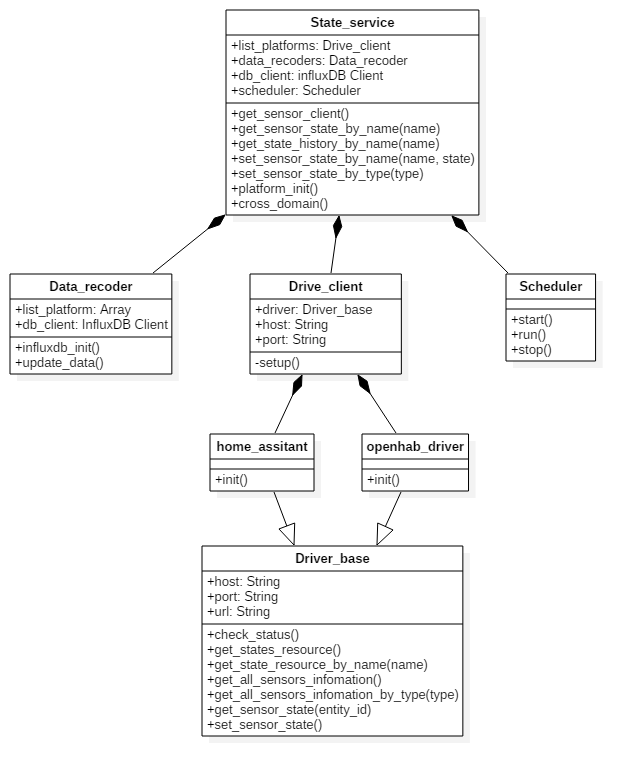 State_service
+list_platforms: Drive_client
+data_recoders: Data_recoder
+db_client: influxDB Client
+scheduler: Scheduler
+get_sensor_client()
+get_sensor_state_by_name(name)
+get_state_history_by_name(name)
+set_sensor_state_by_name(name, state)
+set_sensor_state_by_type(type)
+platform_init()
+cross_domain()
Data_recoder
+list_platform: Array
+db_client: InfluxDB Client
+influxdb_init()
+update_data()
Drive_client
+driver: Driver_base
+host: String
+port: String
-setup()
Scheduler
+start()
+run()
+stop()
home_assitant
+init()
openhab_driver
+init()
Driver_base
+host: String
+port: String
+url: String
+check_status()
+get_states_resource()
+get_state_resource_by_name(name)
+get_all_sensors_infomation()
+get_all_sensors_infomation_by_type(type)
+get_sensor_state(entity_id)
+set_sensor_state()